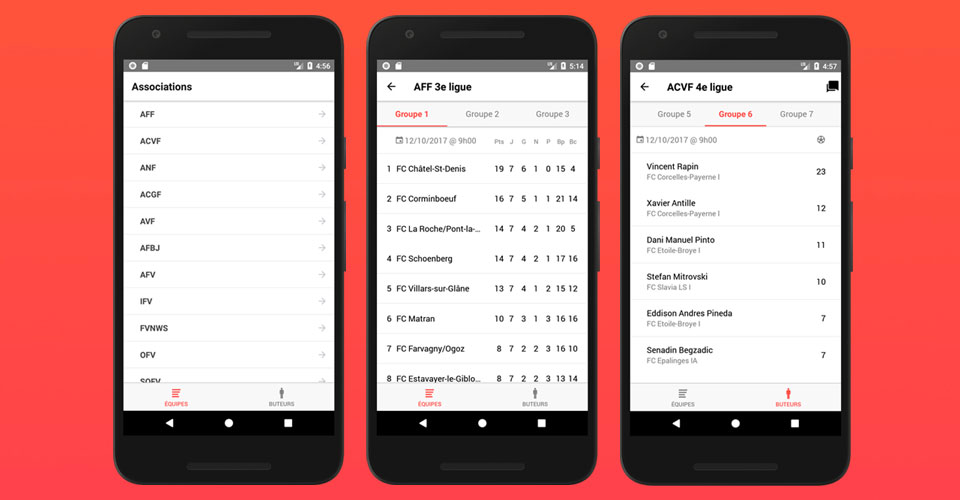 4:56
Associations
AFF
ACVF
ANF
ACGF
AVF
AFBJ
AFV
IFV
FVNWS
OFV
SOFV
ÉQUIPES
BUTEURS
5:14
AFF 3e ligue
Groupe 1 Groupe 2 Groupe 3
12/10/2017 @ 9h00 Pts J G N P Bp Bc
1 FC Châtel-St-Denis 19 7 6 1 0 15 4
2 FC Corminboeuf 16 7 5 1 1 21 14
3 FC La Roche/Pont-la-... 14 7 4 2 1 20 5
4 FC Schoenberg 14 7 4 2 1 17 16
5 FC Villars-sur-Glâne 13 7 4 1 2 15 12
6 FC Matran 10 7 3 1 3 16 16
7 FC Farvagny/Ogoz 8 7 2 2 3 16 10
8 FC Estavayer-le-Giblo... 8 7 2 2 3 13 14
ÉQUIPES
BUTEURS
4:57
ACVF 4e ligue
Groupe 5 Groupe 6 Groupe 7
12/10/2017 @ 9h00
Vincent Rapin 23
FC Corcelles-Payerne I
Xavier Antille 12
FC Corcelles-Payerne I
Dani Manuel Pinto 11
FC Etoile-Broye I
Stefan Mitrovski 10
FC Slavia LS I
Eddison Andres Pineda 7
FC Etoile-Broye I
Senadin Begzadic 7
FC Epalinges IA
ÉQUIPES
BUTEURS